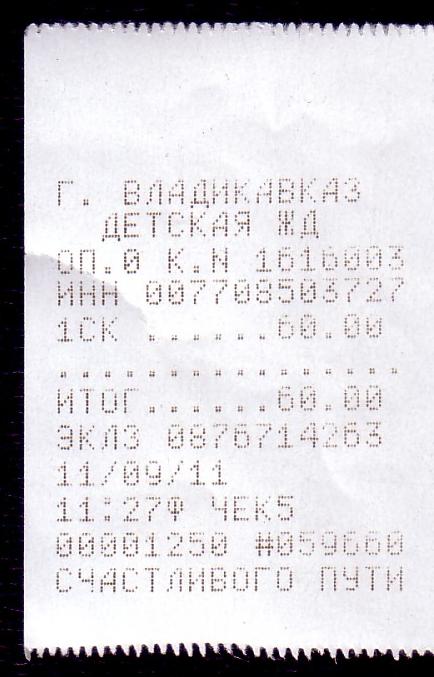 Г. ВЛАДИКАВКАЗ
ДЕТСКАЯ ЖД
ОП.0 К.N 1616003
ИНН 007708503727
1СК ......60.00
...............
ИТОГ......60.00
ЭКЛЗ 0876714263
11/09/11
11:27Ф ЧЕК5
00001250 #059660
СЧАСТЛИВОГО ПУТИ